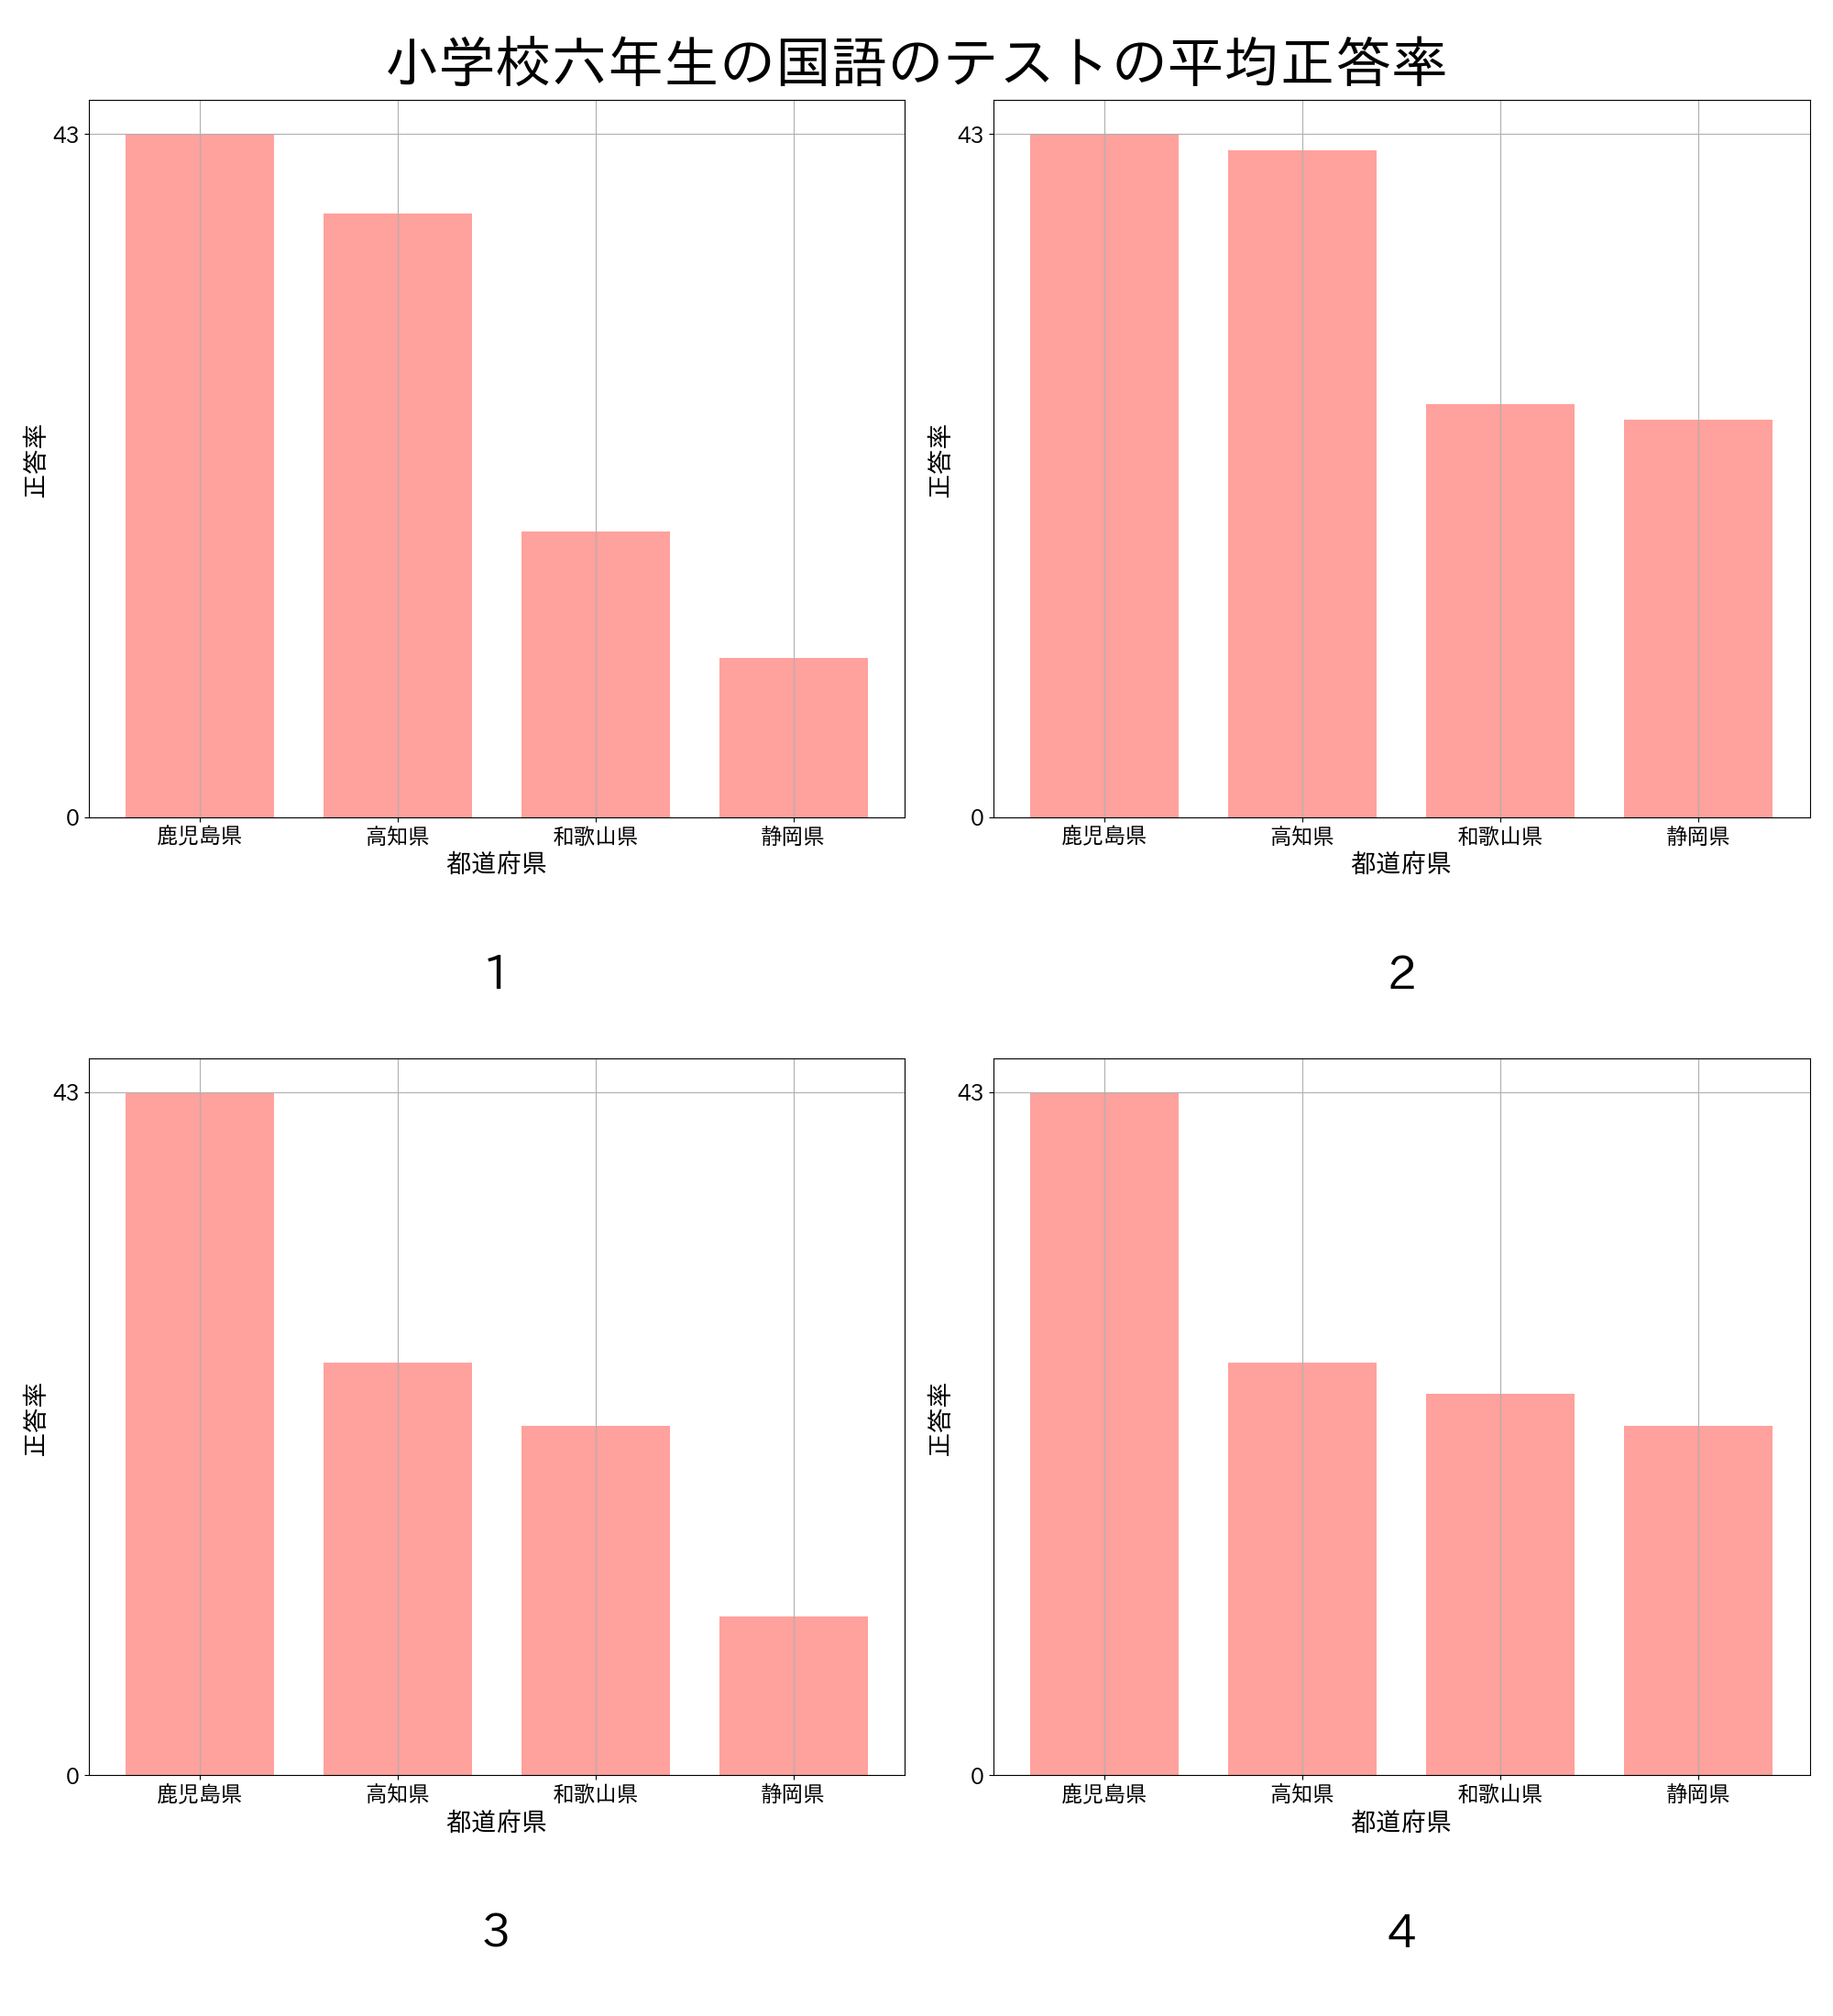 小学校六年生の国語のテストの平均正答率
43
0
正答率
鹿児島県 高知県 和歌山県 静岡県
都道府県
1
43
0
正答率
鹿児島県 高知県 和歌山県 静岡県
都道府県
2
43
0
正答率
鹿児島県 高知県 和歌山県 静岡県
都道府県
3
43
0
正答率
鹿児島県 高知県 和歌山県 静岡県
都道府県
4